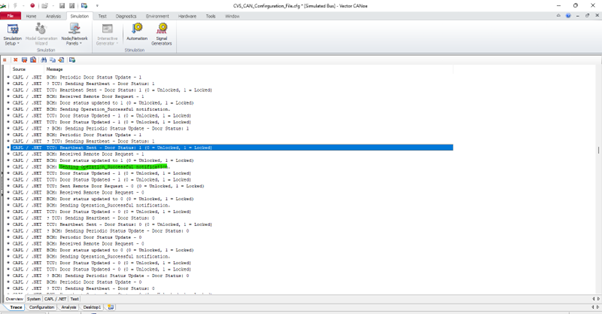 CVS_CAN_Configuration_File.cfg * [Simulated Bus] - Vector CANoe
File Home Analysis Simulation Test Diagnostics Environment Hardware Tools Window
Simulation Setup Model Generation Wizard Node/Network Panels Interactive Generator Automation Signal Generators
Simulation Stimulation
Source Message
CAPL / .NET BCM: Periodic Door Status Update - 1
CAPL / .NET ? TCU: Sending Heartbeat - Door Status: 1
CAPL / .NET TCU: Heartbeat Sent - Door Status: 1 (0 = Unlocked, 1 = Locked)
CAPL / .NET BCM: Received Remote Door Request - 1
CAPL / .NET BCM: Door status updated to 1 (0 = Unlocked, 1 = Locked)
CAPL / .NET BCM: Sending Operation_Successful notification.
CAPL / .NET TCU: Door Status Updated - 1 (0 = Unlocked, 1 = Locked)
CAPL / .NET TCU: Door Status Updated - 1 (0 = Unlocked, 1 = Locked)
CAPL / .NET ? BCM: Sending Periodic Status Update - Door Status: 1
CAPL / .NET BCM: Periodic Door Status Update - 1
CAPL / .NET ? TCU: Sending Heartbeat - Door Status: 1
CAPL / .NET TCU: Heartbeat Sent - Door Status: 1 (0 = Unlocked, 1 = Locked)
CAPL / .NET BCM: Received Remote Door Request - 1
CAPL / .NET BCM: Door status updated to 1 (0 = Unlocked, 1 = Locked)
CAPL / .NET BCM: Sending Operation_Successful notification.
CAPL / .NET TCU: Door Status Updated - 1 (0 = Unlocked, 1 = Locked)
CAPL / .NET TCU: Door Status Updated - 1 (0 = Unlocked, 1 = Locked)
CAPL / .NET TCU: Sent Remote Door Request - 0 (0 = Unlocked, 1 = Locked)
CAPL / .NET BCM: Received Remote Door Request - 0
CAPL / .NET BCM: Door status updated to 0 (0 = Unlocked, 1 = Locked)
CAPL / .NET BCM: Sending Operation_Successful notification.
CAPL / .NET TCU: Door Status Updated - 0 (0 = Unlocked, 1 = Locked)
CAPL / .NET ? TCU: Sending Heartbeat - Door Status: 0
CAPL / .NET TCU: Heartbeat Sent - Door Status: 0 (0 = Unlocked, 1 = Locked)
CAPL / .NET ? BCM: Sending Periodic Status Update - Door Status: 0
CAPL / .NET BCM: Periodic Door Status Update - 0
CAPL / .NET BCM: Received Remote Door Request - 0
CAPL / .NET BCM: Door status updated to 0 (0 = Unlocked, 1 = Locked)
CAPL / .NET BCM: Sending Operation_Successful notification.
CAPL / .NET TCU: Door Status Updated - 0 (0 = Unlocked, 1 = Locked)
CAPL / .NET TCU: Door Status Updated - 0 (0 = Unlocked, 1 = Locked)
CAPL / .NET ? BCM: Sending Periodic Status Update - Door Status: 0
CAPL / .NET BCM: Periodic Door Status Update - 0
CAPL / .NET ? TCU: Sending Heartbeat - Door Status: 0
Overview System CAPL / .NET Test
Trace Configuration Analysis Desktop1